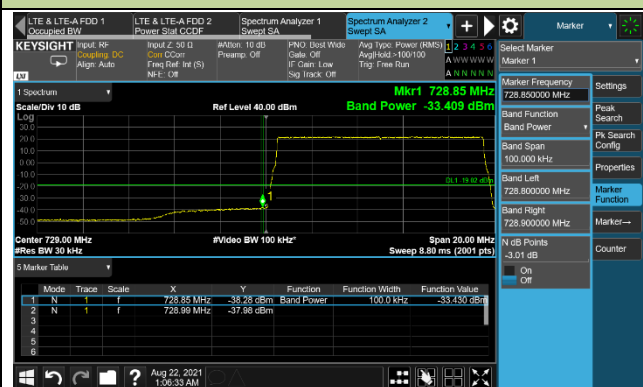 LTE & LTE-A FDD 1
Occupied BW
LTE & LTE-A FDD 2
Power Stat CCDF
Spectrum Analyzer 1
Swept SA
Spectrum Analyzer 2
Swept SA
+
Marker
KEYSIGHT
Input: RF
Coupling: DC
Align: Auto
Input Z: 50 Ω
Corr CCorr
Freq Ref: Int (S)
NFE: Off
#Atten: 10 dB
Preamp: Off
PNO: Best Wide
Gate: Off
IF Gain: Low
Sig Track: Off
Avg Type: Power (RMS)
Avg|Hold:>100/100
Trig: Free Run
1 2 3 4 5 6
A W W W W W
A N N N N N
LXI
1 Spectrum
Scale/Div 10 dB
Ref Level 40.00 dBm
Mkr1 728.85 MHz
Band Power -33.409 dBm
Log
30.0
20.0
10.0
0.00
-10.0
-20.0
-30.0
-40.0
-50.0
DL1 -19.02 dBm
1
Center 729.00 MHz
#Res BW 30 kHz
#Video BW 100 kHz*
Span 20.00 MHz
Sweep 8.80 ms (2001 pts)
5 Marker Table
Mode Trace Scale X Y Function Function Width Function Value
1 N 1 f 728.85 MHz -38.28 dBm Band Power 100.0 kHz -33.430 dBm
2 N 1 f 728.99 MHz -37.98 dBm
3
4
5
6
Aug 22, 2021
1:06:33 AM
Select Marker
Marker 1
Marker Frequency
728.850000 MHz
Band Function
Band Power
Band Span
100.000 kHz
Band Left
728.800000 MHz
Band Right
728.900000 MHz
N dB Points
-3.01 dB
On
Off
Settings
Peak
Search
Pk Search
Config
Properties
Marker
Function
Marker→
Counter